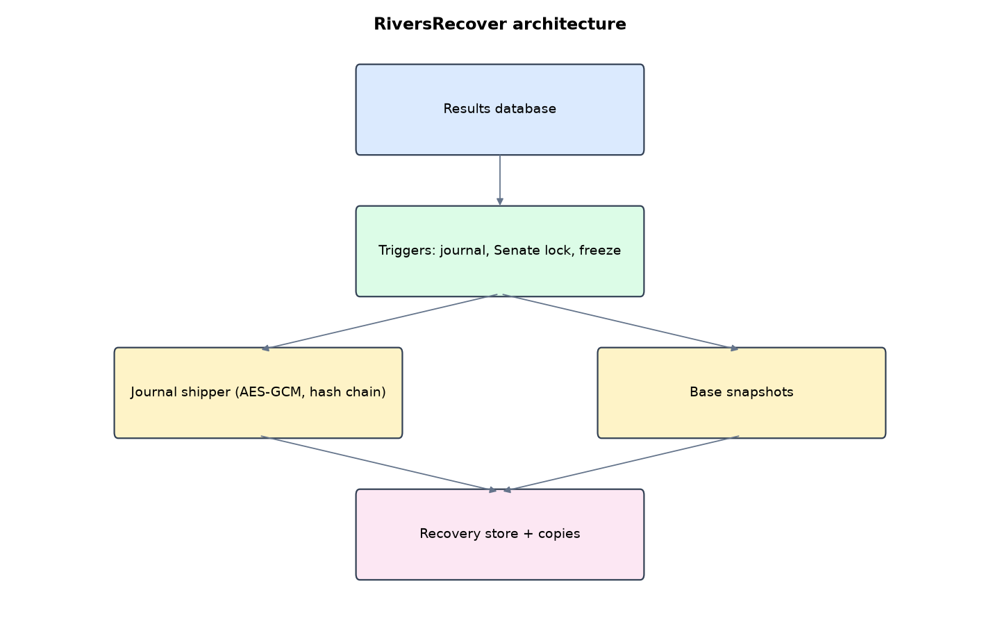 RiversRecover architecture
Results database
Triggers: journal, Senate lock, freeze
Journal shipper (AES-GCM, hash chain)
Base snapshots
Recovery store + copies